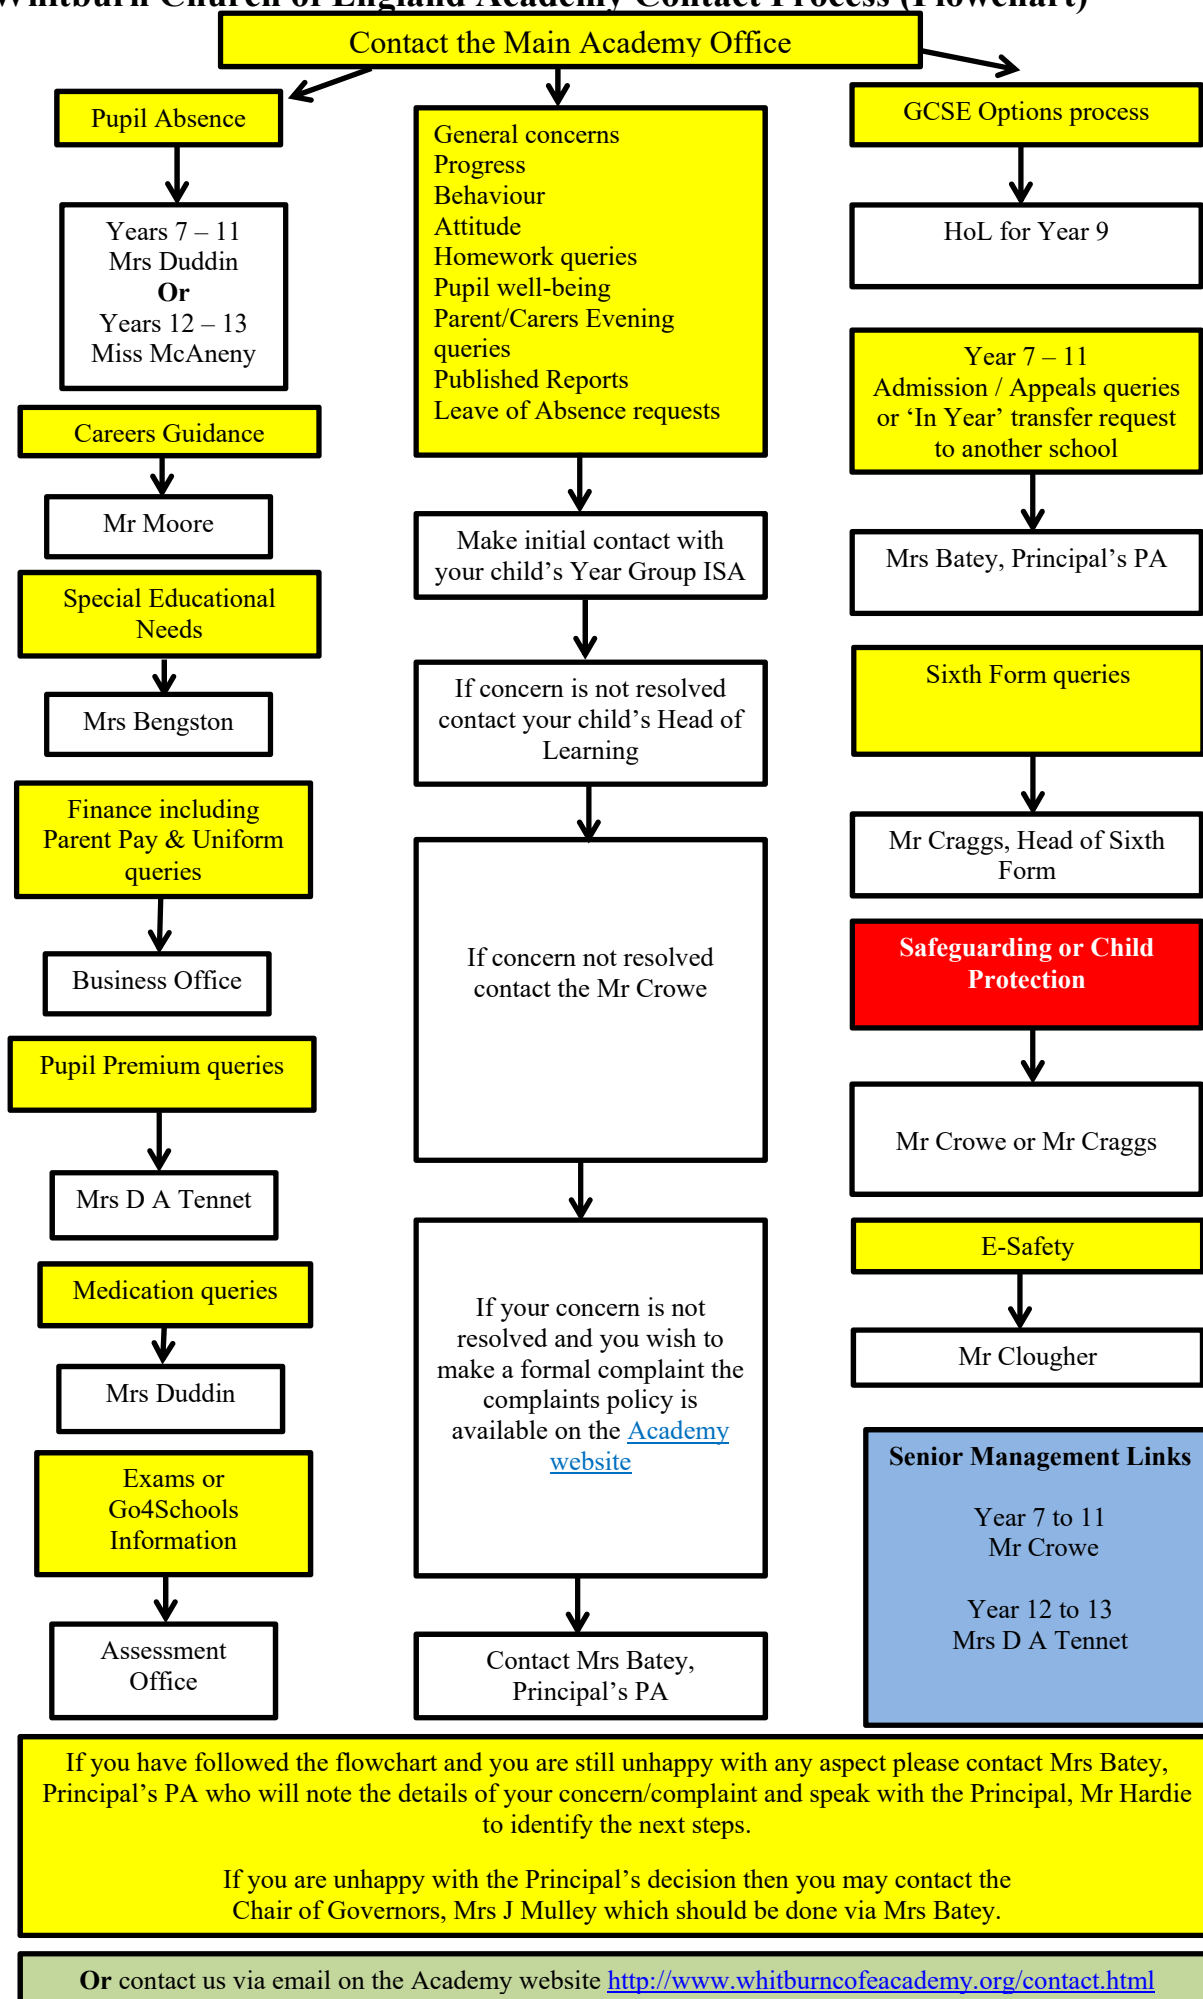 Whitburn Church of England Academy Contact Process (Flowchart)
Contact the Main Academy Office
Pupil Absence
Years 7 – 11
Mrs Duddin
Or
Years 12 – 13
Miss McAneny
Careers Guidance
Mr Moore
Special Educational
Needs
Mrs Bengston
Finance including
Parent Pay & Uniform
queries
Business Office
Pupil Premium queries
Mrs D A Tennet
Medication queries
Mrs Duddin
Exams or
Go4Schools
Information
Assessment
Office
General concerns
Progress
Behaviour
Attitude
Homework queries
Pupil well-being
Parent/Carers Evening
queries
Published Reports
Leave of Absence requests
Make initial contact with
your child’s Year Group ISA
If concern is not resolved
contact your child’s Head of
Learning
If concern not resolved
contact the Mr Crowe
If your concern is not
resolved and you wish to
make a formal complaint the
complaints policy is
available on the Academy
website
Contact Mrs Batey,
Principal’s PA
GCSE Options process
HoL for Year 9
Year 7 – 11
Admission / Appeals queries
or ‘In Year’ transfer request
to another school
Mrs Batey, Principal’s PA
Sixth Form queries
Mr Craggs, Head of Sixth
Form
Safeguarding or Child
Protection
Mr Crowe or Mr Craggs
E-Safety
Mr Clougher
Senior Management Links
Year 7 to 11
Mr Crowe
Year 12 to 13
Mrs D A Tennet
If you have followed the flowchart and you are still unhappy with any aspect please contact Mrs Batey,
Principal’s PA who will note the details of your concern/complaint and speak with the Principal, Mr Hardie
to identify the next steps.
If you are unhappy with the Principal’s decision then you may contact the
Chair of Governors, Mrs J Mulley which should be done via Mrs Batey.
Or contact us via email on the Academy website http://www.whitburncofeacademy.org/contact.html